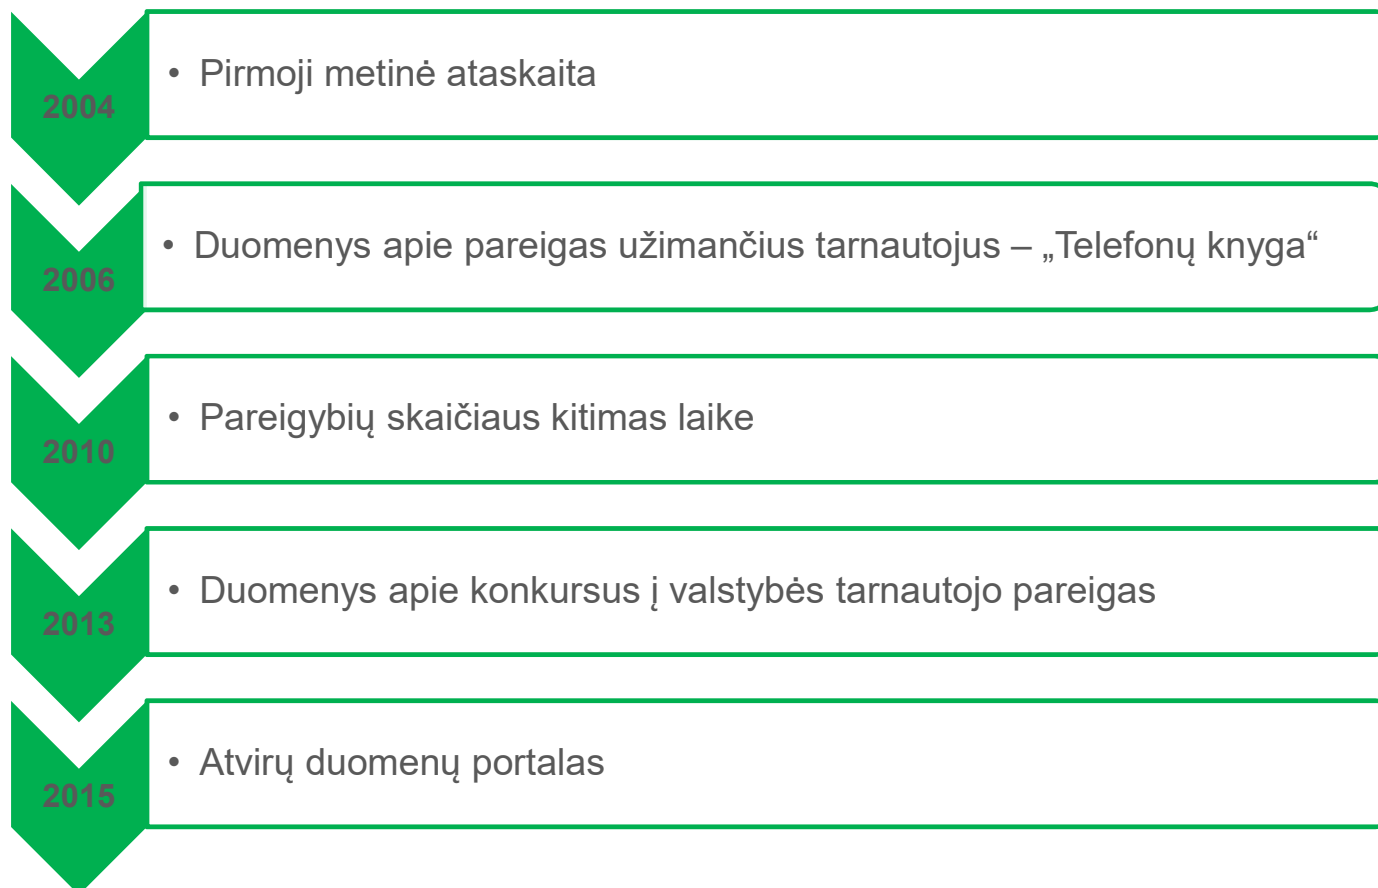 2004
• Pirmoji metinė ataskaita
2006
• Duomenys apie pareigas užimančius tarnautojus – „Telefonų knyga“
2010
• Pareigybių skaičiaus kitimas laike
2013
• Duomenys apie konkursus į valstybės tarnautojo pareigas
2015
• Atvirų duomenų portalas